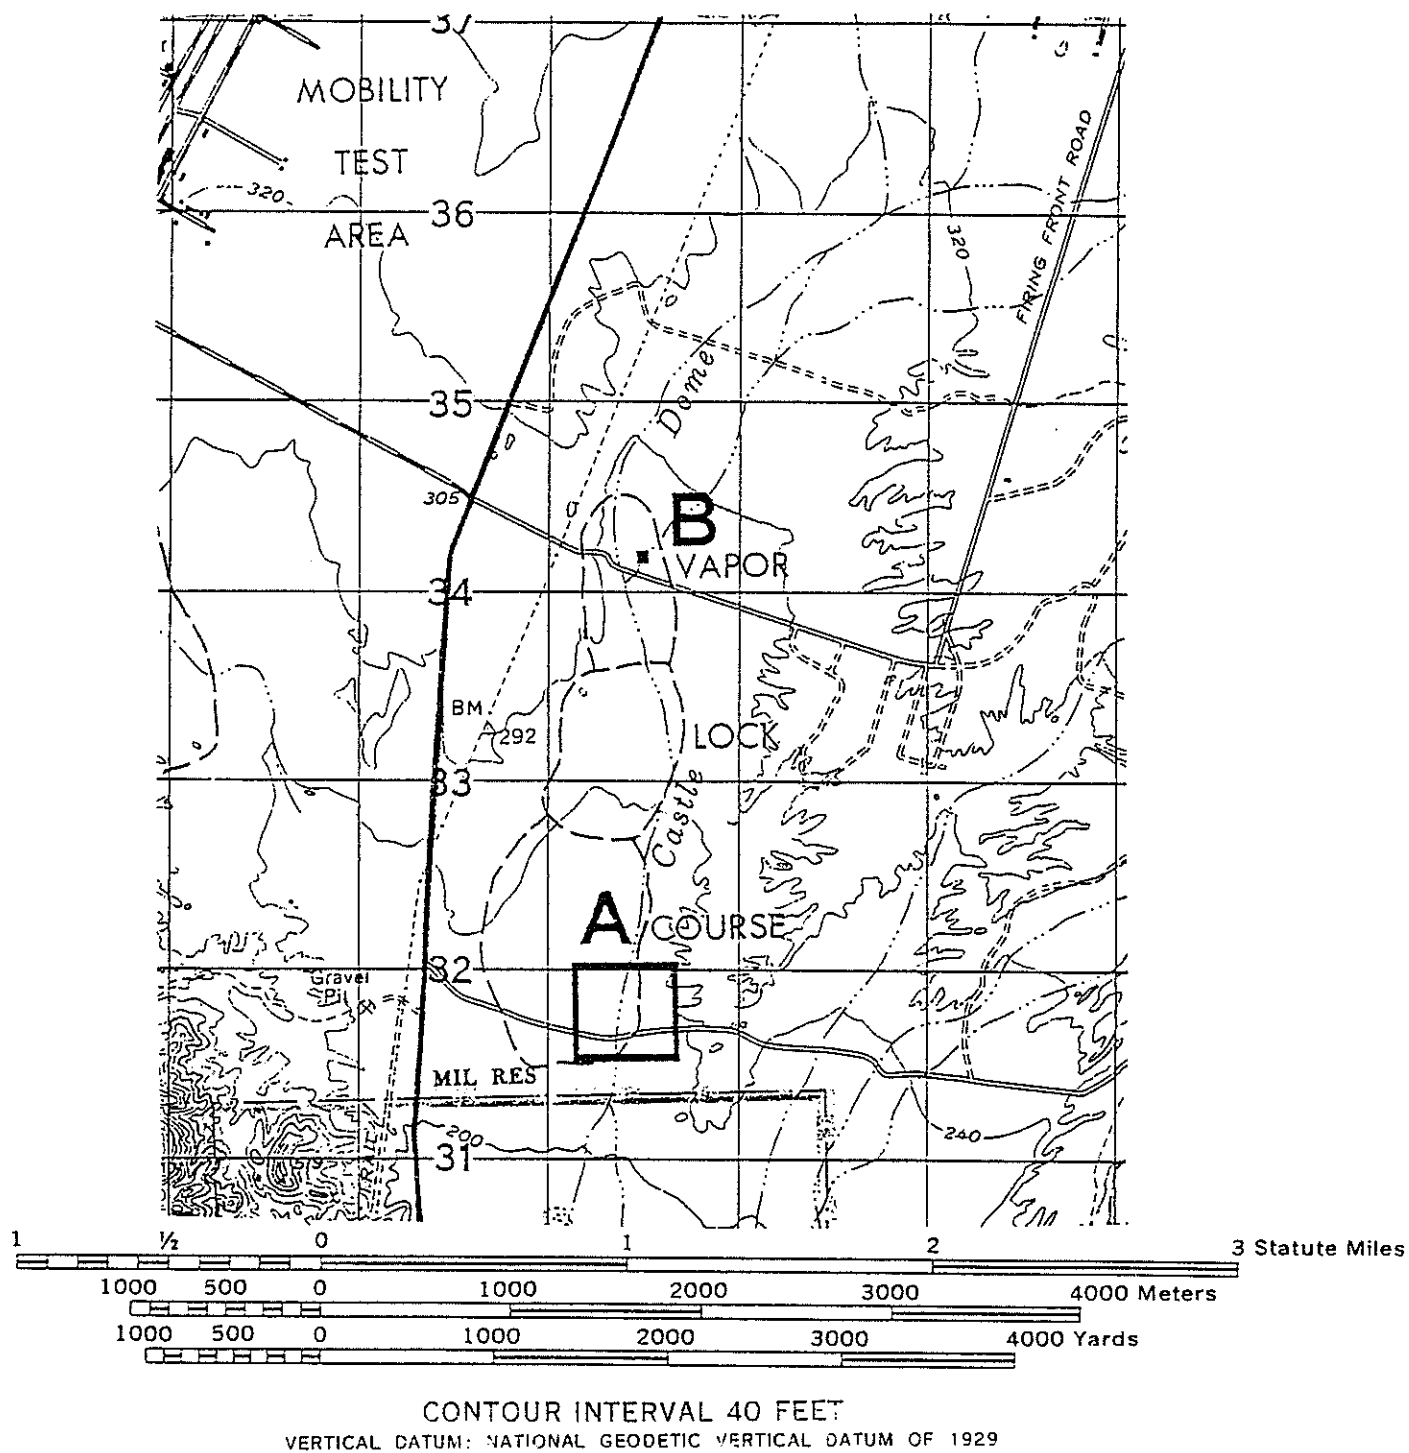 37
MOBILITY
TEST
320
36
AREA
320
FIRING FRONT ROAD
35
Dome
305
B
VAPOR
34
BM
292
LOCK
33
Castle
A
COURSE
32
Gravel
MIL RES
200
240
31
1 ½ 0 1 2 3 Statute Miles
1000 500 0 1000 2000 3000 4000 Meters
1000 500 0 1000 2000 3000 4000 Yards
CONTOUR INTERVAL 40 FEET
VERTICAL DATUM: NATIONAL GEODETIC VERTICAL DATUM OF 1929